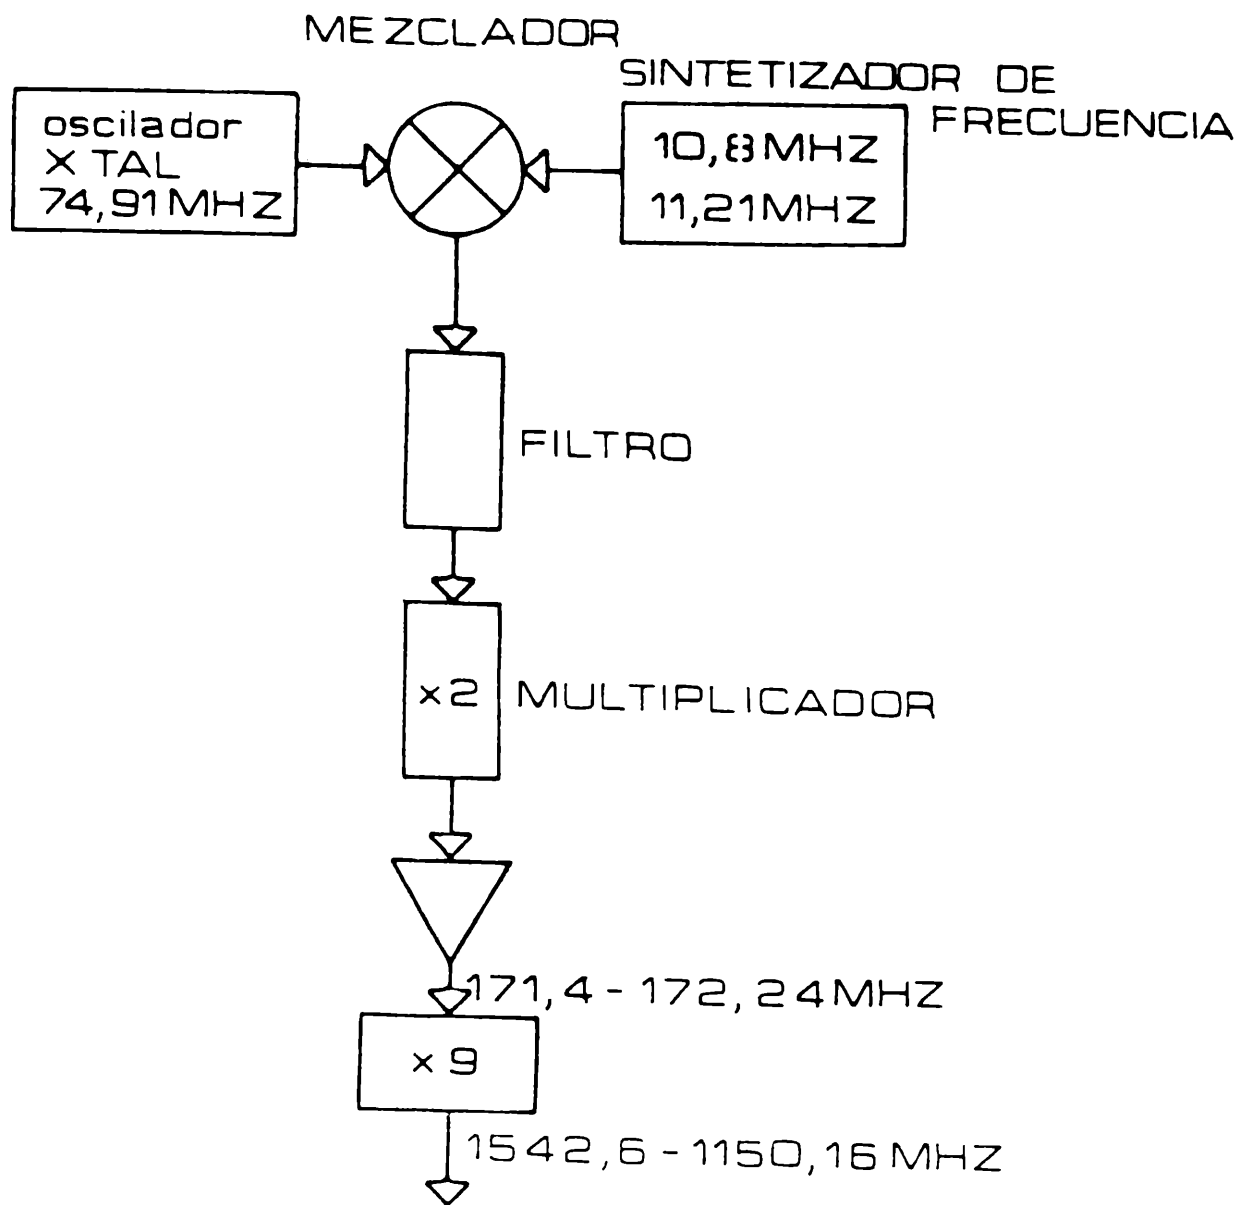 MEZCLADOR
SINTETIZADOR DE
FRECUENCIA
oscilador
X TAL
74,91 MHZ
10,8 MHZ
11,21 MHZ
FILTRO
x 2
MULTIPLICADOR
171,4 - 172,24 MHZ
x 9
1542,6 - 1150,16 MHZ